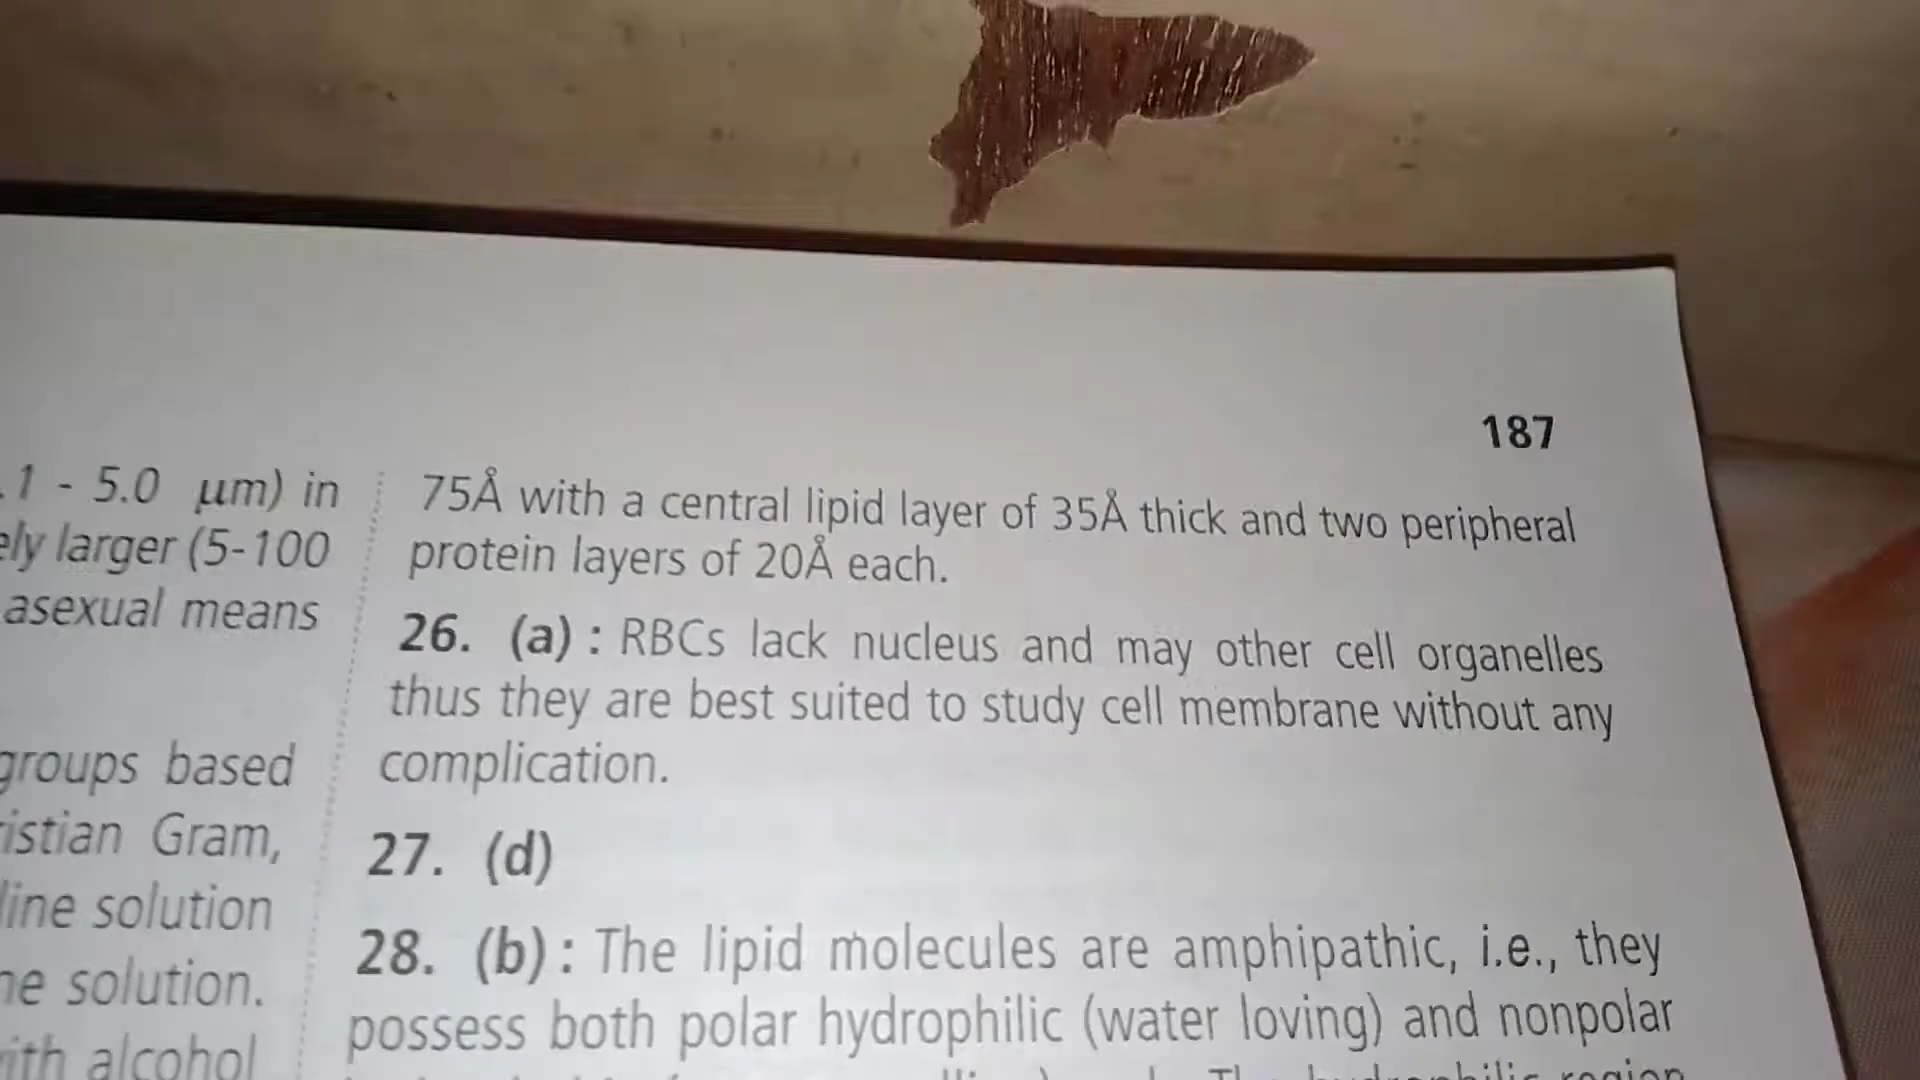 187
.1 - 5.0 μm) in
ely larger (5-100
asexual means
groups based
istian Gram,
line solution
ne solution.
with alcohol
75Å with a central lipid layer of 35Å thick and two peripheral
protein layers of 20Å each.
26. (a) : RBCs lack nucleus and may other cell organelles
thus they are best suited to study cell membrane without any
complication.
27. (d)
28. (b) : The lipid molecules are amphipathic, i.e., they
possess both polar hydrophilic (water loving) and nonpolar